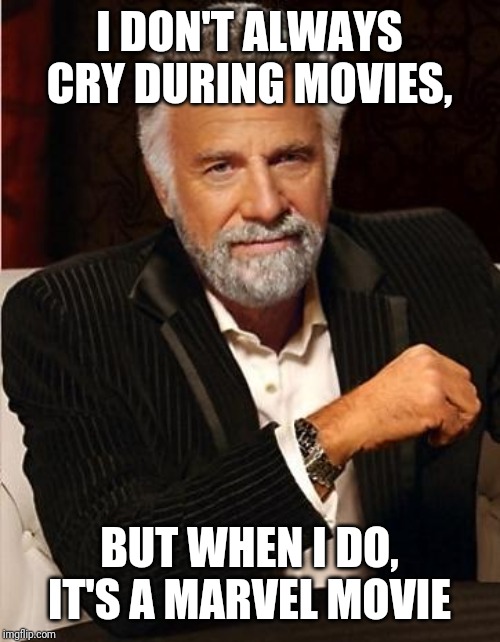 I DON'T ALWAYS
CRY DURING MOVIES,
BUT WHEN I DO,
IT'S A MARVEL MOVIE
imgflip.com